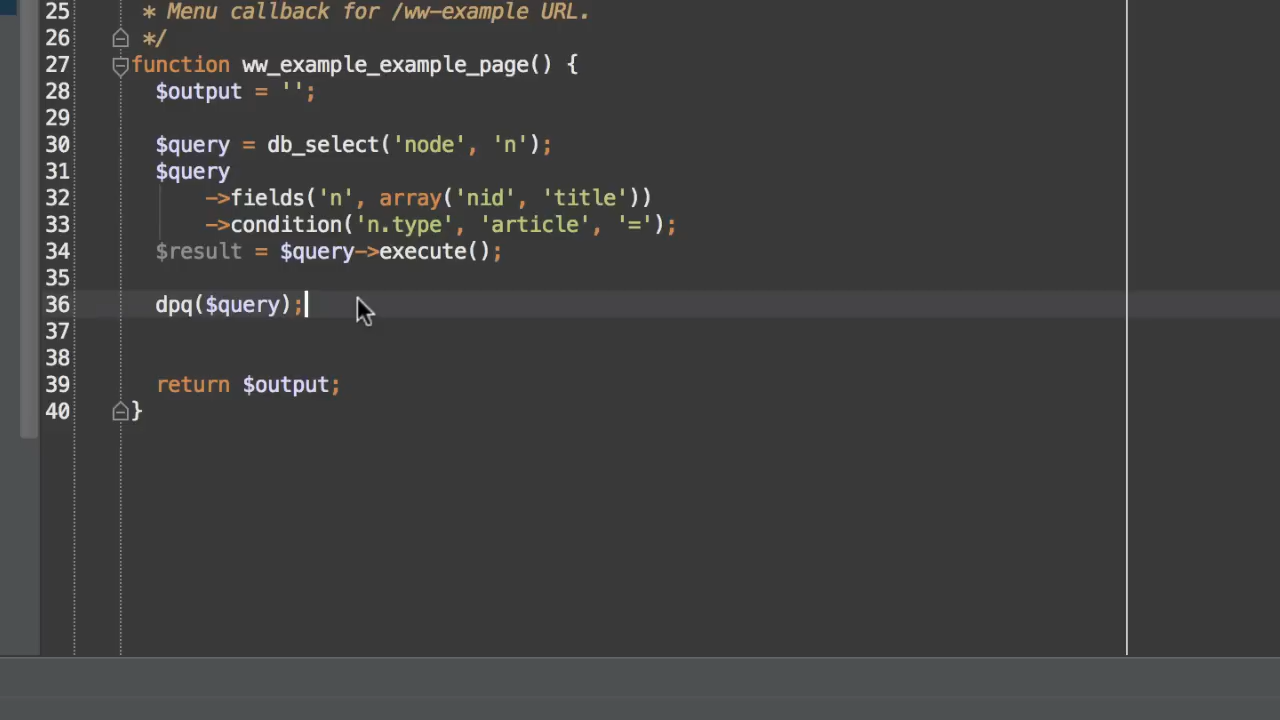 25 * Menu callback for /ww-example URL.
26 */
27 function ww_example_example_page() {
28 $output = '';
29
30 $query = db_select('node', 'n');
31 $query
32 ->fields('n', array('nid', 'title'))
33 ->condition('n.type', 'article', '=');
34 $result = $query->execute();
35
36 dpq($query);
37
38
39 return $output;
40 }